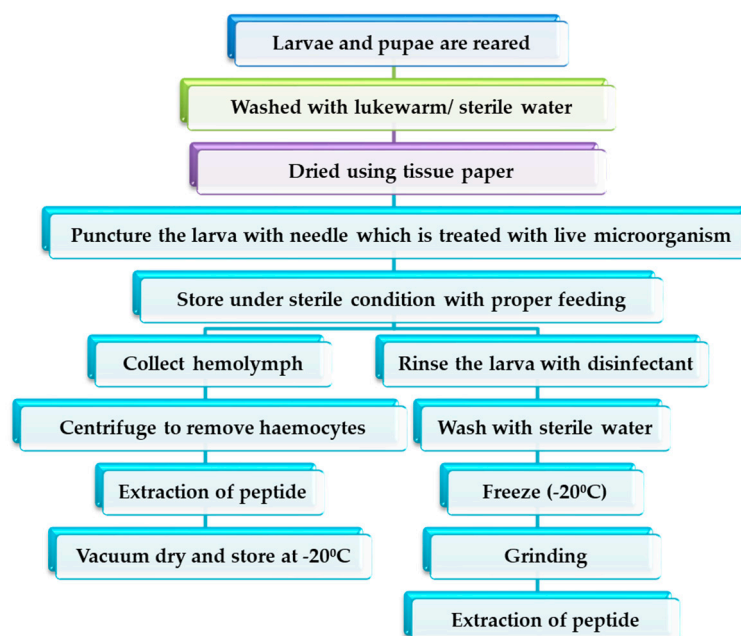 Larvae and pupae are reared
Washed with lukewarm/ sterile water
Dried using tissue paper
Puncture the larva with needle which is treated with live microorganism
Store under sterile condition with proper feeding
Collect hemolymph
Centrifuge to remove haemocytes
Extraction of peptide
Vacuum dry and store at -20⁰C
Rinse the larva with disinfectant
Wash with sterile water
Freeze (-20⁰C)
Grinding
Extraction of peptide